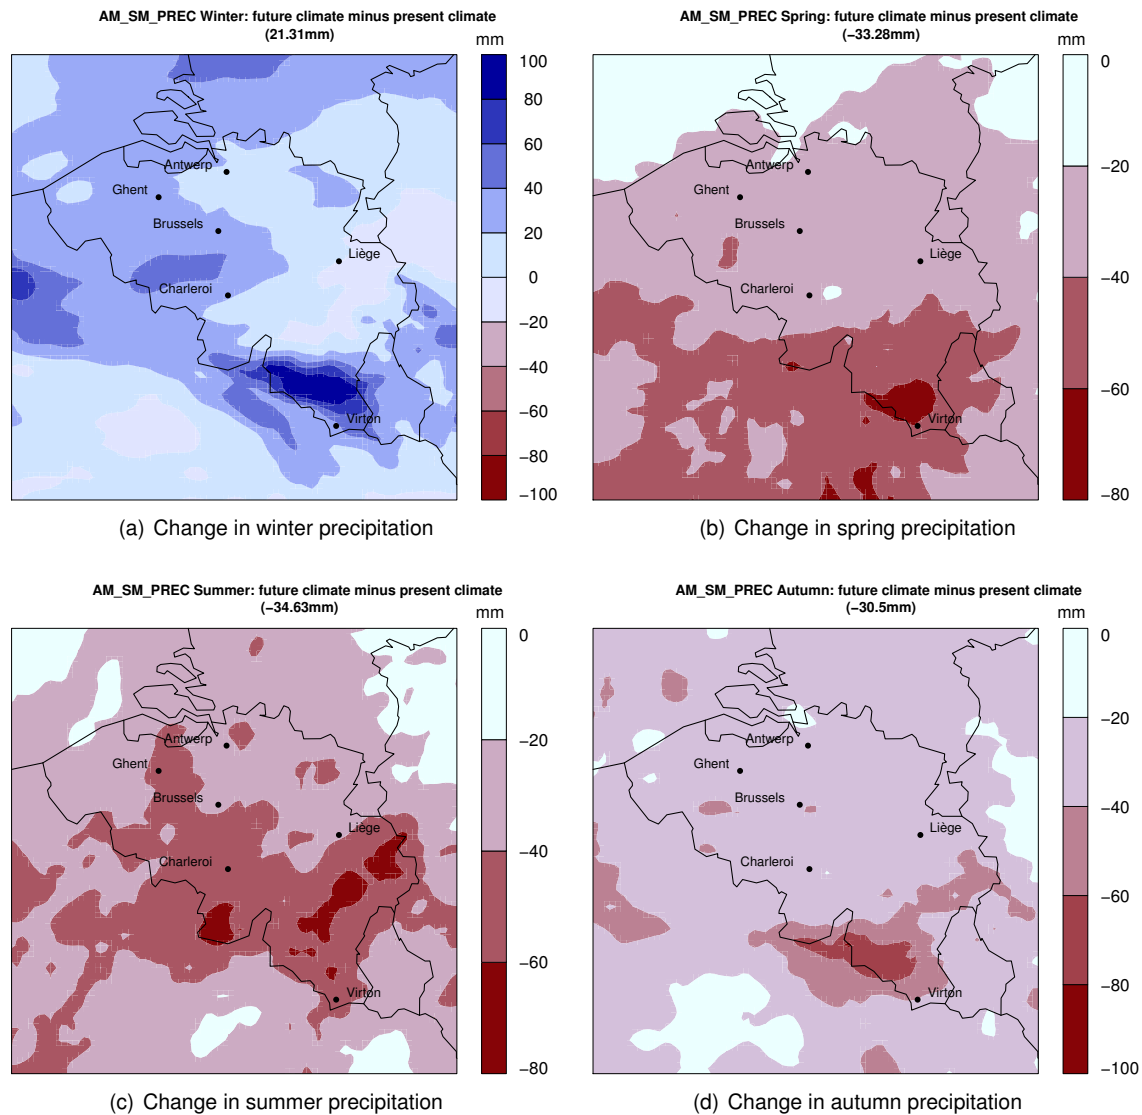 AM_SM_PREC Winter: future climate minus present climate
(21.31mm)
mm
100
80
60
40
20
0
−20
−40
−60
−80
−100
Antwerp
Ghent
Brussels
Liège
Charleroi
Virton
(a) Change in winter precipitation
AM_SM_PREC Spring: future climate minus present climate
(−33.28mm)
mm
0
−20
−40
−60
−80
Antwerp
Ghent
Brussels
Liège
Charleroi
Virton
(b) Change in spring precipitation
AM_SM_PREC Summer: future climate minus present climate
(−34.63mm)
mm
0
−20
−40
−60
−80
Antwerp
Ghent
Brussels
Liège
Charleroi
Virton
(c) Change in summer precipitation
AM_SM_PREC Autumn: future climate minus present climate
(−30.5mm)
mm
0
−20
−40
−60
−80
−100
Antwerp
Ghent
Brussels
Liège
Charleroi
Virton
(d) Change in autumn precipitation